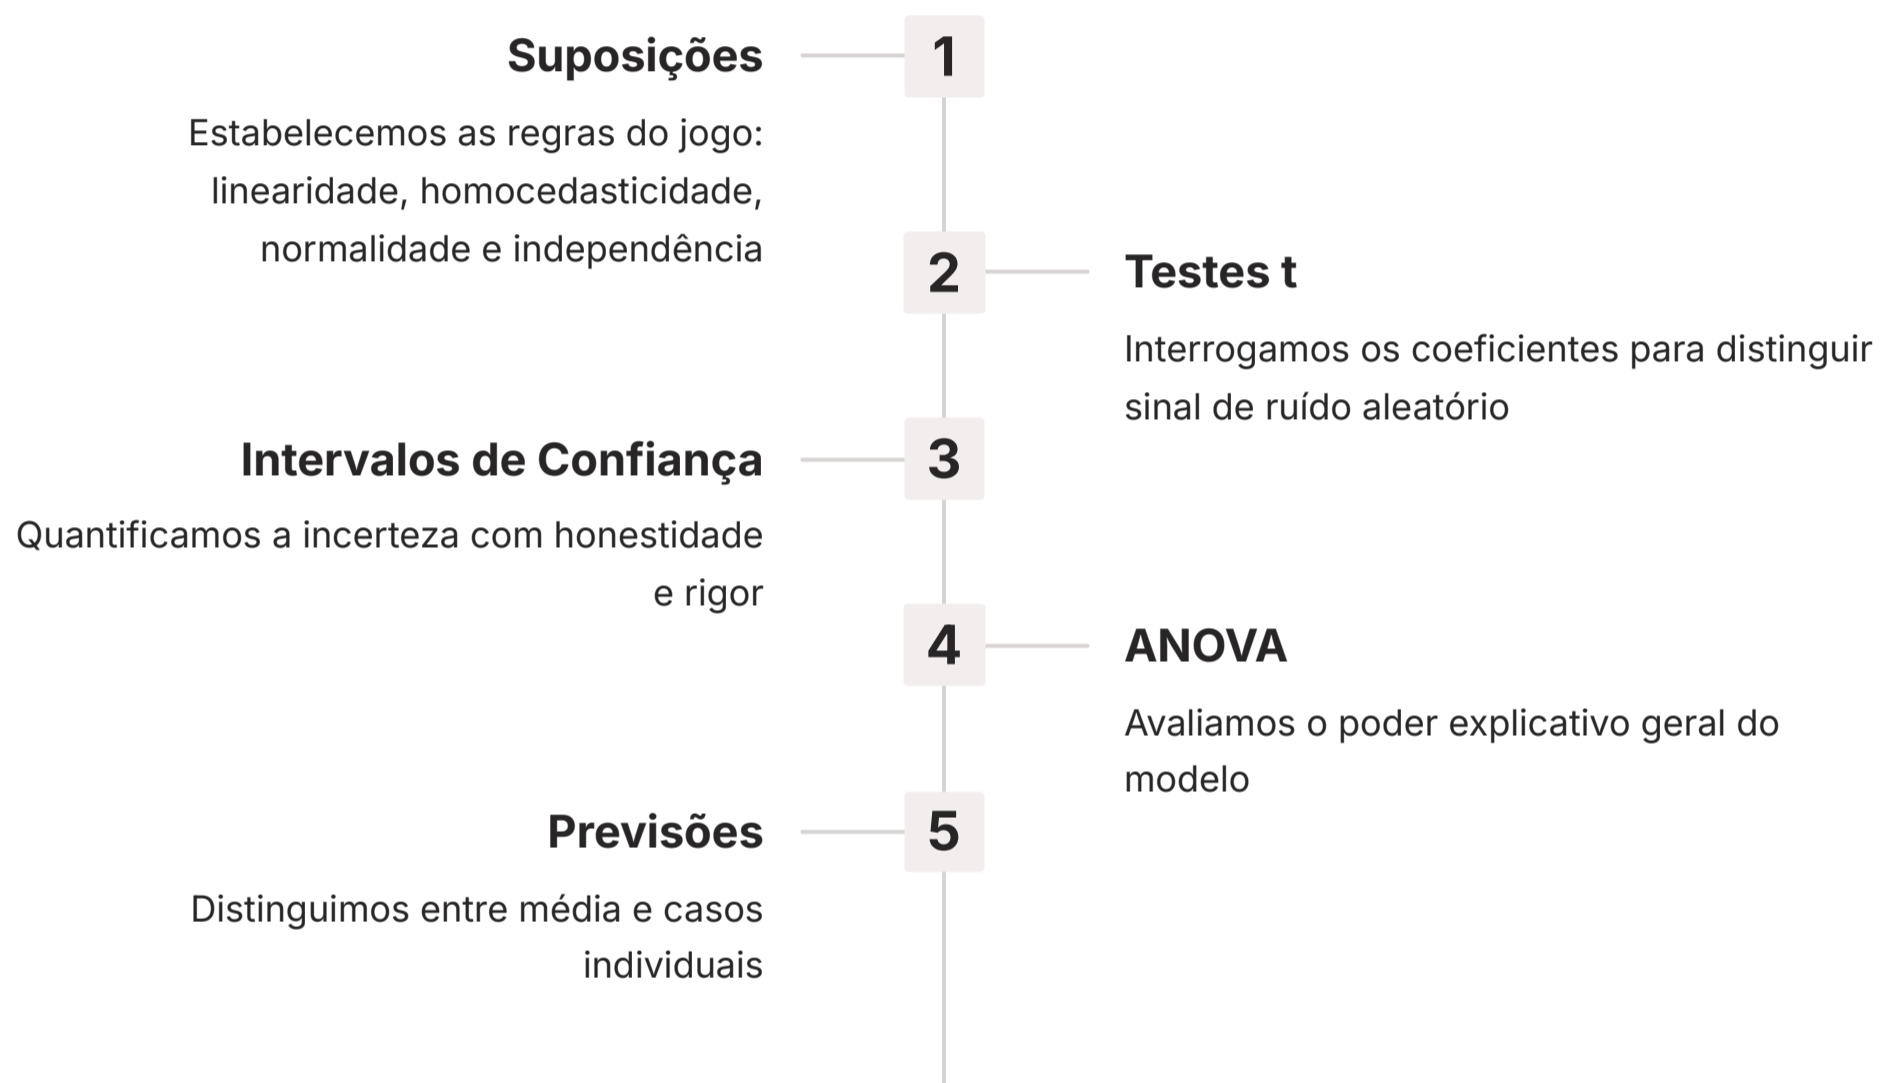 Suposições
1
Estabelecemos as regras do jogo:
linearidade, homocedasticidade,
normalidade e independência
2
Testes t
Interrogamos os coeficientes para distinguir
sinal de ruído aleatório
Intervalos de Confiança
3
Quantificamos a incerteza com honestidade
e rigor
4
ANOVA
Avaliamos o poder explicativo geral do
modelo
Previsões
5
Distinguimos entre média e casos
individuais